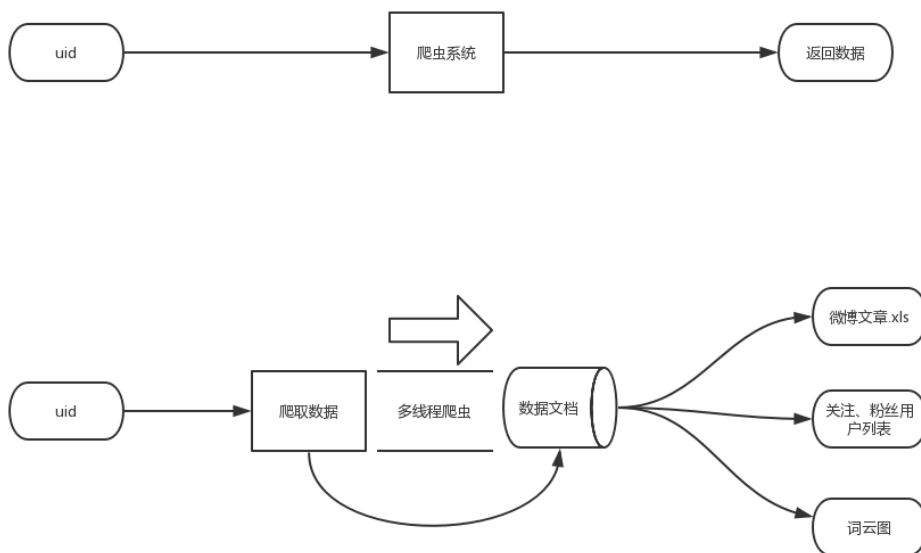 uid
爬虫系统
返回数据
微博文章.xls
uid
爬取数据
多线程爬虫
数据文档
关注、粉丝用
户列表
词云图